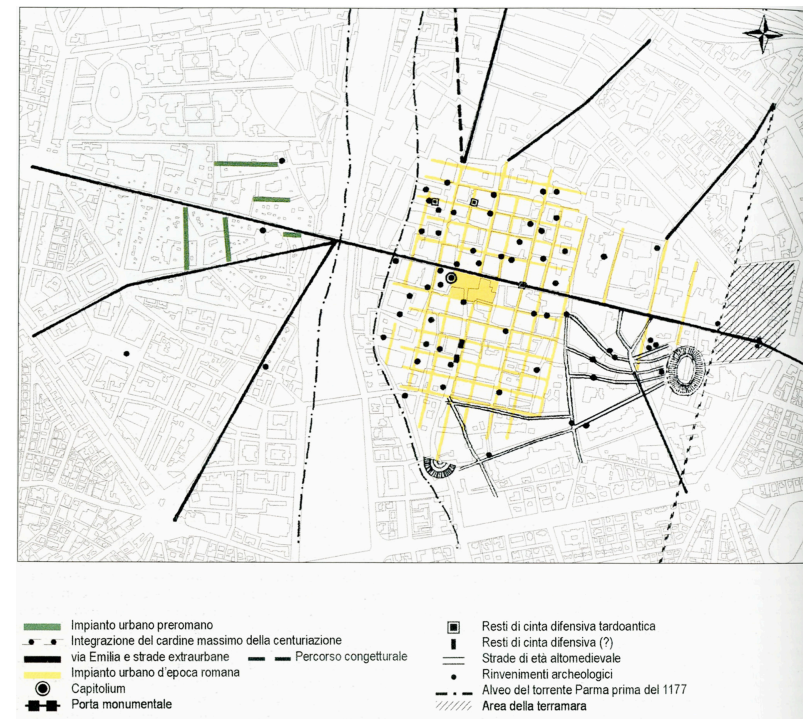 Impianto urbano preromano
Integrazione del cardine massimo della centuriazione
via Emilia e strade extraurbane
Percorso congetturale
Impianto urbano d'epoca romana
Capitolium
Porta monumentale
Resti di cinta difensiva tardoantica
Resti di cinta difensiva (?)
Strade di età altomedievale
Rinvenimenti archeologici
Alveo del torrente Parma prima del 1177
Area della terramara